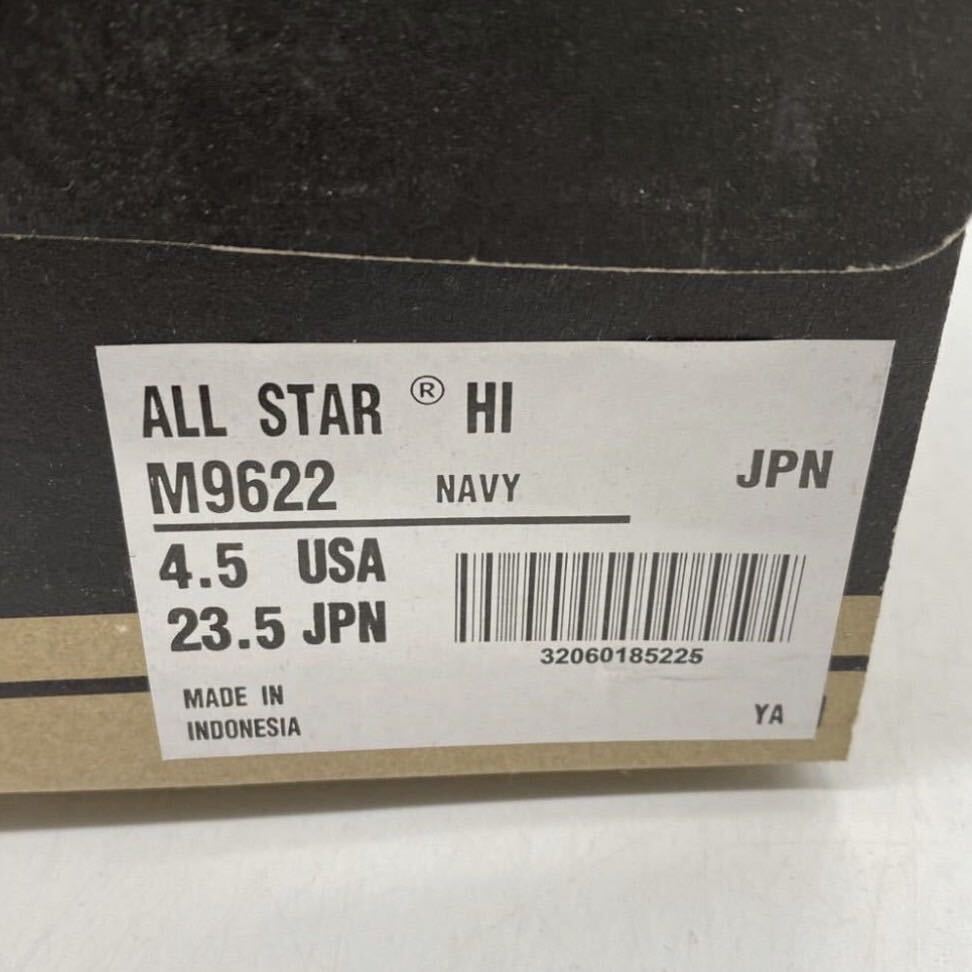 ALL STAR ® HI
M9622 NAVY JPN
4.5 USA
23.5 JPN
32060185225
MADE IN
INDONESIA
YA